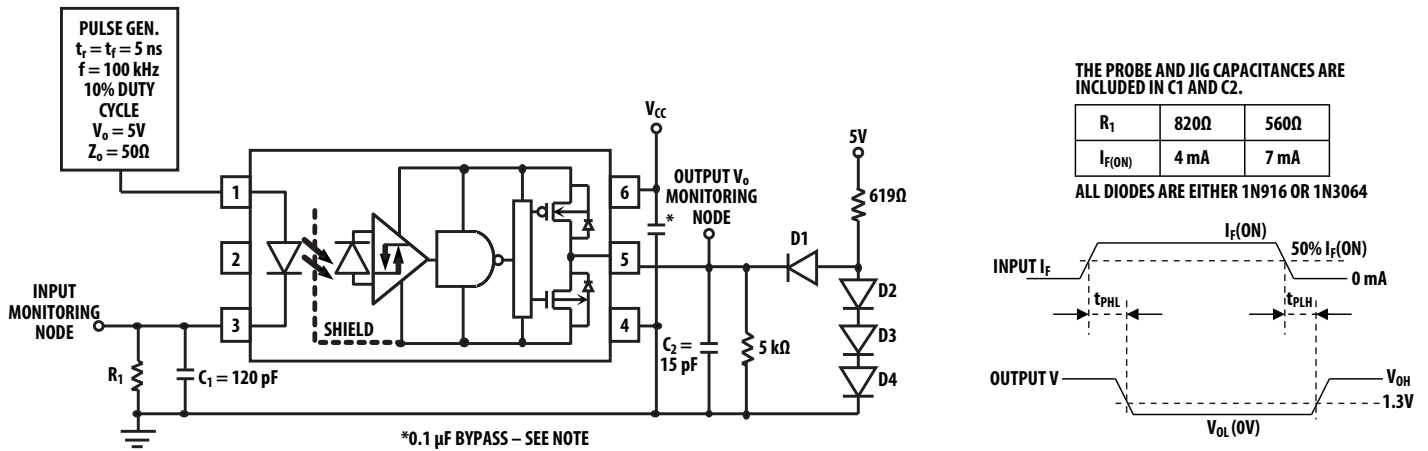 PULSE GEN.
tr = tf = 5 ns
f = 100 kHz
10% DUTY
CYCLE
Vo = 5V
Zo = 50Ω
VCC
5V
OUTPUT Vo
MONITORING
NODE
*
619Ω
1
2
3
6
5
4
D1
D2
D3
D4
INPUT
MONITORING
NODE
SHIELD
R1
C1 = 120 pF
C2 =
15 pF
5 kΩ
*0.1 µF BYPASS – SEE NOTE
THE PROBE AND JIG CAPACITANCES ARE
INCLUDED IN C1 AND C2.
R1 820Ω 560Ω
IF(ON) 4 mA 7 mA
ALL DIODES ARE EITHER 1N916 OR 1N3064
IF(ON)
50% IF(ON)
INPUT IF
0 mA
tPHL
tPLH
OUTPUT V
VOH
1.3V
VOL (0V)